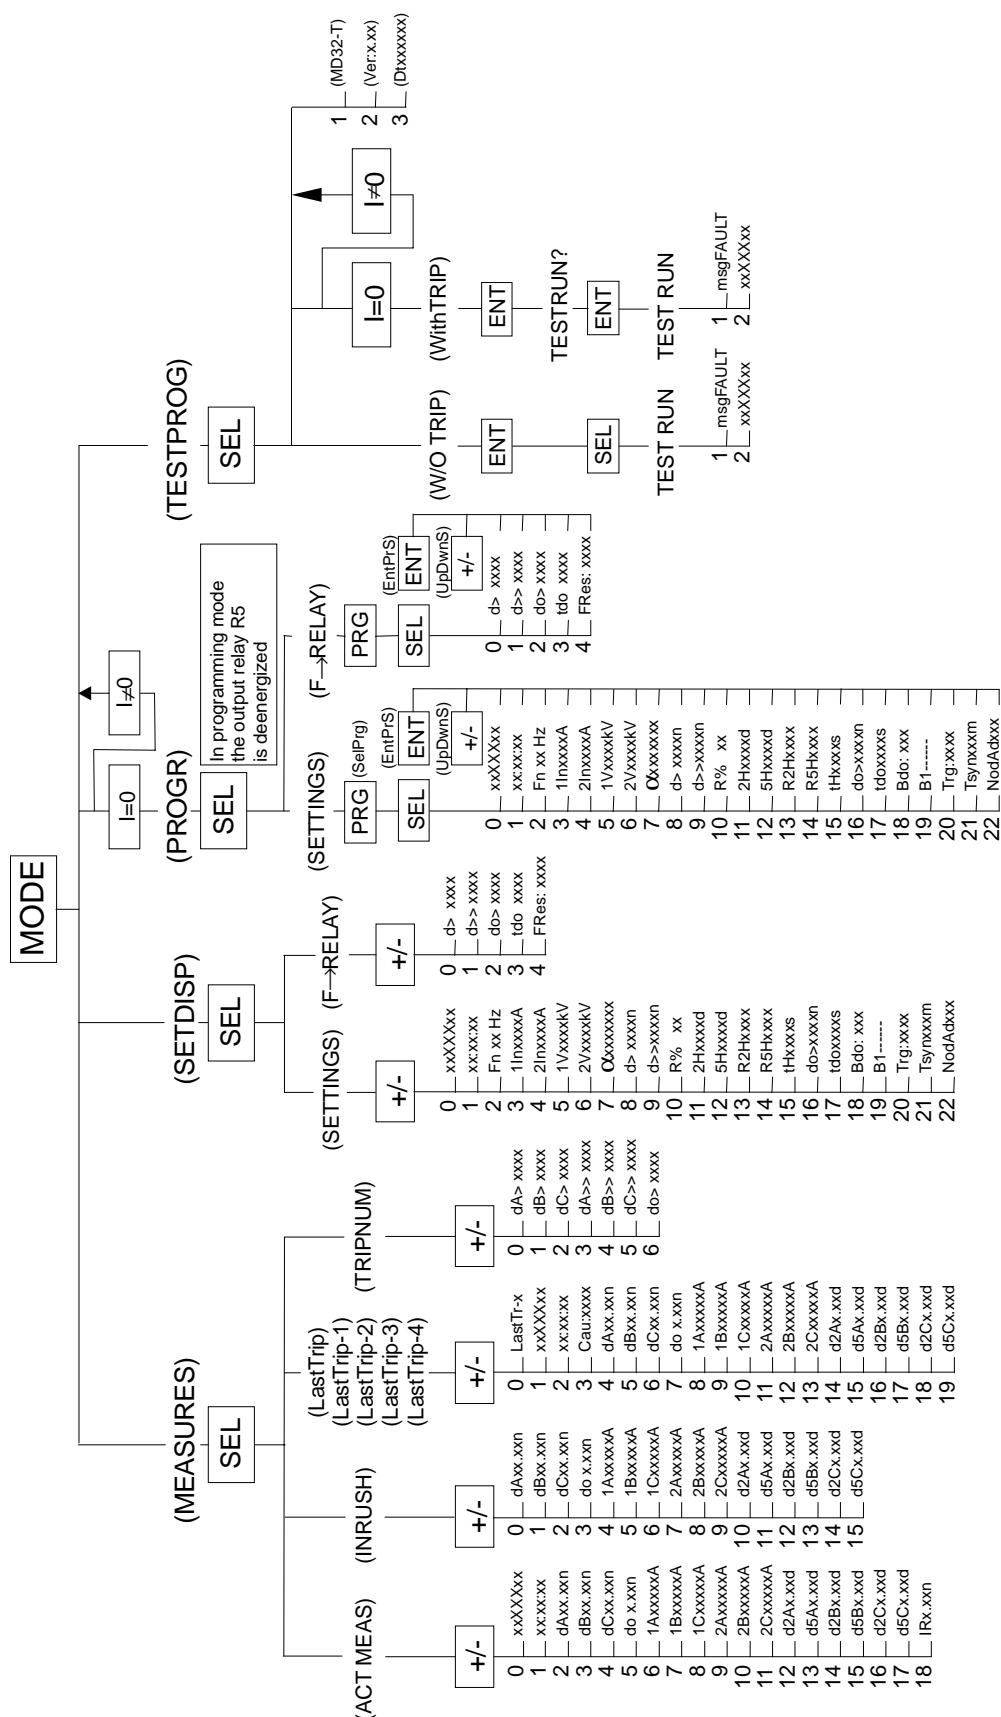 MODE
(MEASURES)
SEL
(ACT MEAS)
+/-
0 xxXXXxx
1 xx:xx:xx
2 dAxx.xxn
3 dBxx.xxn
4 dCxx.xxn
5 do x.xxn
6 1AxxxxxA
7 1BxxxxxA
8 1CxxxxxA
9 2AxxxxxA
10 2BxxxxxA
11 2CxxxxxA
12 d2Ax.xxd
13 d5Ax.xxd
14 d2Bx.xxd
15 d5Bx.xxd
16 d2Cx.xxd
17 d5Cx.xxd
18 IRx.xxn
(INRUSH)
+/-
0 dAxx.xxn
1 dBxx.xxn
2 dCxx.xxn
3 do x.xxn
4 1AxxxxxA
5 1BxxxxxA
6 1CxxxxxA
7 2AxxxxxA
8 2BxxxxxA
9 2CxxxxxA
10 d2Ax.xxd
11 d5Ax.xxd
12 d2Bx.xxd
13 d5Bx.xxd
14 d2Cx.xxd
15 d5Cx.xxd
(LastTrip)
(LastTrip-1)
(LastTrip-2)
(LastTrip-3)
(LastTrip-4)
+/-
0 LastTr-x
1 xxXXXxx
2 xx:xx:xx
3 Cau:xxxx
4 dAxx.xxn
5 dBxx.xxn
6 dCxx.xxn
7 do x.xxn
8 1AxxxxxA
9 1BxxxxxA
10 1CxxxxxA
11 2AxxxxxA
12 2BxxxxxA
13 2CxxxxxA
14 d2Ax.xxd
15 d5Ax.xxd
16 d2Bx.xxd
17 d5Bx.xxd
18 d2Cx.xxd
19 d5Cx.xxd
(TRIPNUM)
+/-
0 dA> xxxx
1 dB> xxxx
2 dC> xxxx
3 dA>> xxxx
4 dB>> xxxx
5 dC>> xxxx
6 do> xxxx
(SETDISP)
SEL
(SETTINGS)
+/-
0 xxXXXxx
1 xx:xx:xx
2 Fn xx Hz
3 1InxxxxA
4 2InxxxxA
5 1VxxxxkV
6 2VxxxxkV
7 αxxxxxxx
8 d> xxxxn
9 d>>xxxxn
10 R% xx
11 2Hxxxxd
12 5Hxxxxd
13 R2Hxxxx
14 R5Hxxxx
15 tHxxxxs
16 do>xxxxn
17 tdoxxxxs
18 Bdo: xxx
19 B1------
20 Trg:xxxx
21 Tsynxxxm
22 NodAdxxx
(F→RELAY)
+/-
0 d> xxxx
1 d>> xxxx
2 do> xxxx
3 tdo xxxx
4 FRes: xxxx
I=0
I≠0
(PROGR)
SEL
In programming mode
the output relay R5
is deenergized
(SETTINGS)
PRG (SelPrg)
SEL
(EntPrS)
ENT
(UpDwnS)
+/-
0 xxXXXxx
1 xx:xx:xx
2 Fn xx Hz
3 1InxxxxA
4 2InxxxxA
5 1VxxxxkV
6 2VxxxxkV
7 αxxxxxxx
8 d> xxxxn
9 d>>xxxxn
10 R% xx
11 2Hxxxxd
12 5Hxxxxd
13 R2Hxxxx
14 R5Hxxxx
15 tHxxxxs
16 do>xxxxn
17 tdoxxxxs
18 Bdo: xxx
19 B1------
20 Trg:xxxx
21 Tsynxxxm
22 NodAdxxx
(F→RELAY)
PRG
SEL
(EntPrS)
ENT
(UpDwnS)
+/-
0 d> xxxx
1 d>> xxxx
2 do> xxxx
3 tdo xxxx
4 FRes: xxxx
(TESTPROG)
SEL
(W/O TRIP)
ENT
SEL
TEST RUN
1 msgFAULT
2 xxXXXxx
I=0
I≠0
(WithTRIP)
ENT
TESTRUN?
ENT
TEST RUN
1 msgFAULT
2 xxXXXxx
1 (MD32-T)
2 (Ver:x.xx)
3 (Dtxxxxxx)